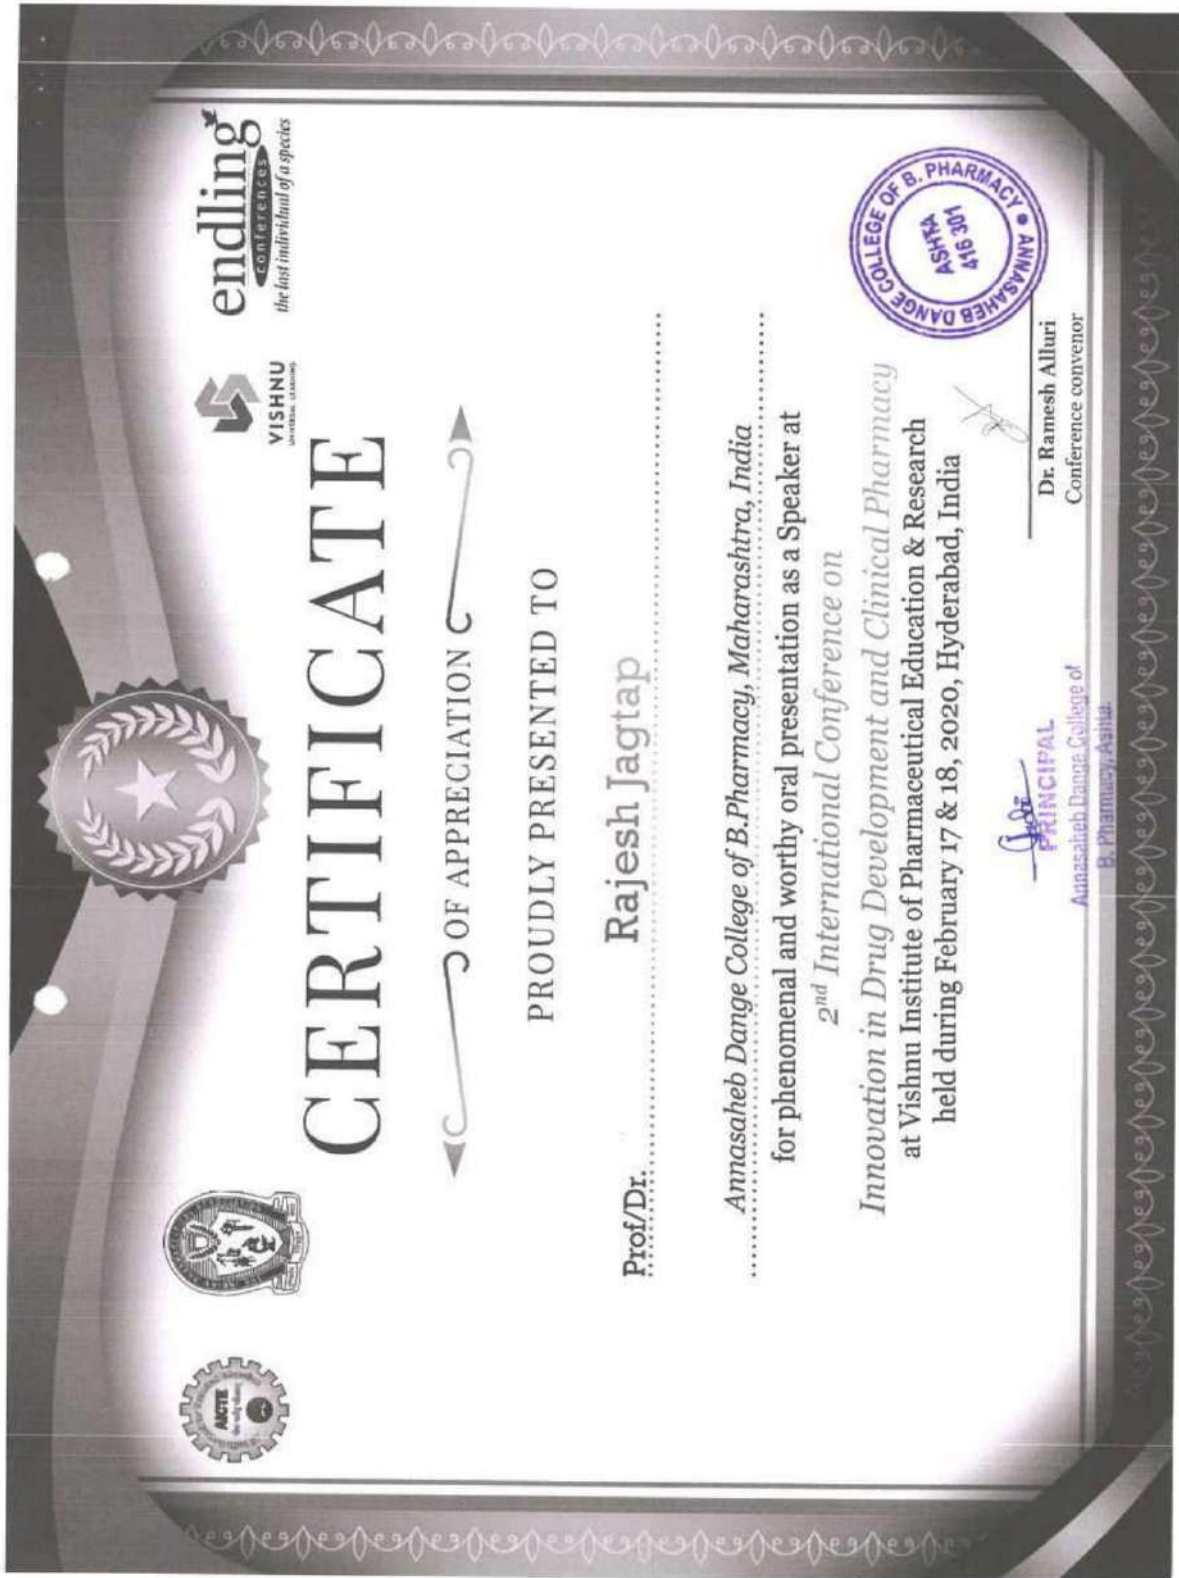 AICTE
VISHNU
UNIVERSAL LEARNING
endling
conferences
the last individual of a species
CERTIFICATE
OF APPRECIATION
PROUDLY PRESENTED TO
Prof/Dr. Rajesh Jagtap
Annasaheb Dange College of B.Pharmacy, Maharashtra, India
for phenomenal and worthy oral presentation as a Speaker at
2nd International Conference on
Innovation in Drug Development and Clinical Pharmacy
at Vishnu Institute of Pharmaceutical Education & Research
held during February 17 & 18, 2020, Hyderabad, India
PRINCIPAL
Annasaheb Dange College of
B. Pharmacy, Ashta.
Dr. Ramesh Alluri
Conference convenor
ANNASAHEB DANGE COLLEGE OF B. PHARMACY
ASHTA
416 301